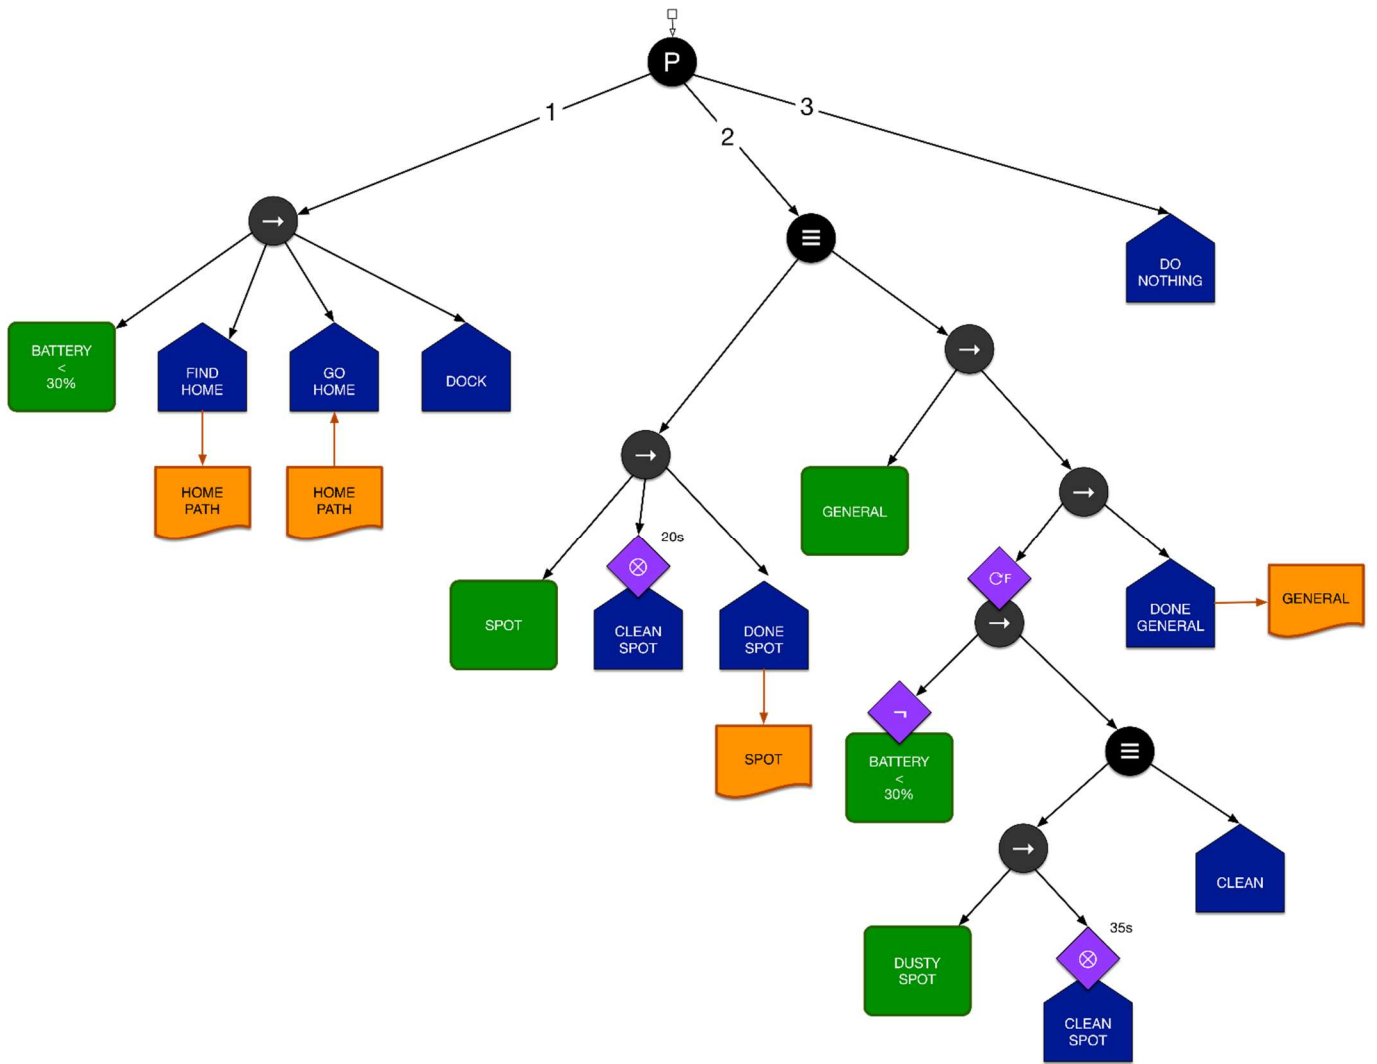 P
1
2
3
→
≡
DO
NOTHING
BATTERY
<
30%
FIND
HOME
GO
HOME
DOCK
→
HOME
PATH
HOME
PATH
→
GENERAL
→
20s
⊗
SPOT
CLEAN
SPOT
DONE
SPOT
F
→
DONE
GENERAL
GENERAL
SPOT
¬
BATTERY
<
30%
≡
→
CLEAN
DUSTY
SPOT
35s
⊗
CLEAN
SPOT